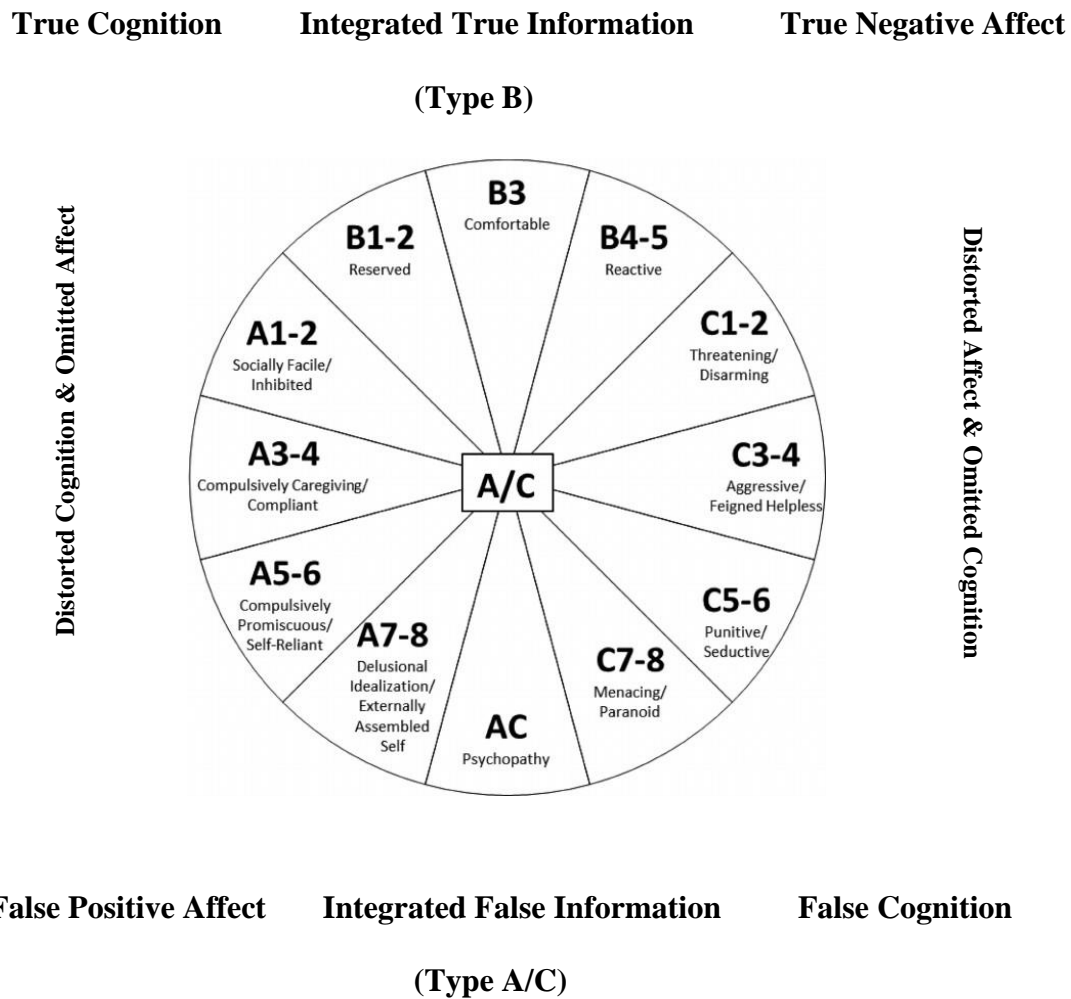 True Cognition Integrated True Information True Negative Affect
(Type B)
B3
Comfortable
B1-2
Reserved
B4-5
Reactive
A1-2
Socially Facile/
Inhibited
C1-2
Threatening/
Disarming
Distorted Cognition & Omitted Affect
Distorted Affect & Omitted Cognition
A3-4
Compulsively Caregiving/
Compliant
A/C
C3-4
Aggressive/
Feigned Helpless
A5-6
Compulsively
Promiscuous/
Self-Reliant
C5-6
Punitive/
Seductive
A7-8
Delusional
Idealization/
Externally
Assembled
Self
C7-8
Menacing/
Paranoid
AC
Psychopathy
False Positive Affect Integrated False Information False Cognition
(Type A/C)